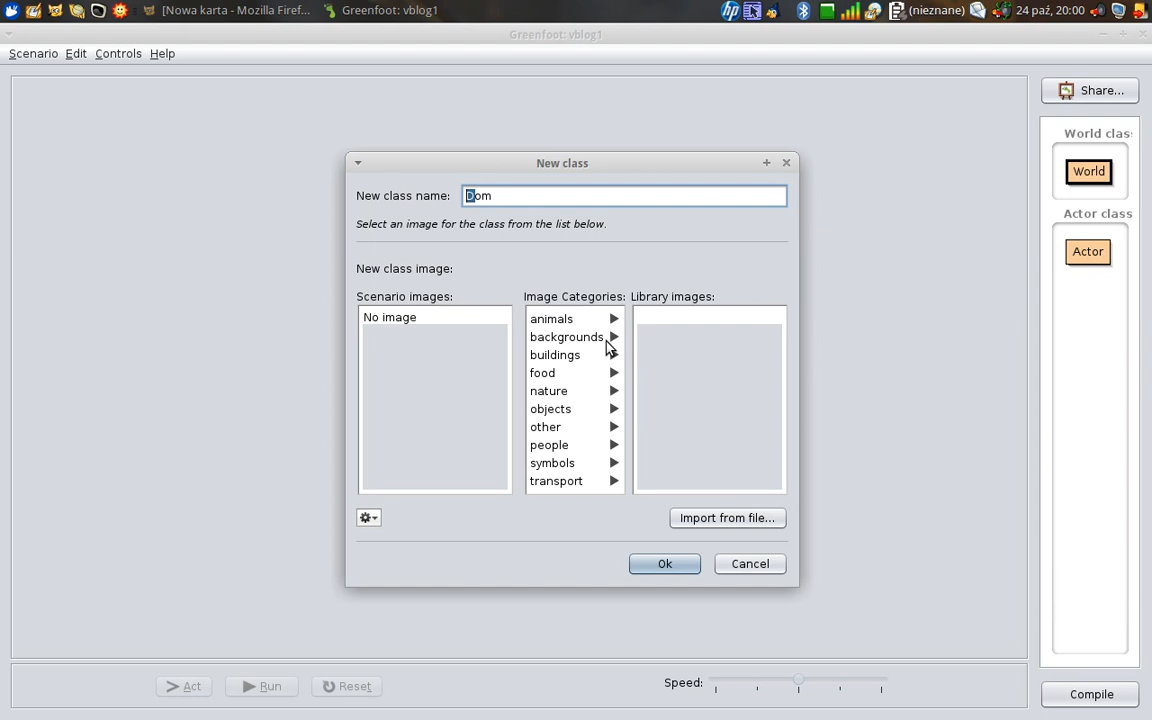 [Nowa karta - Mozilla Firef...
Greenfoot: vblog1
(nieznane)
24 paź, 20:00
Greenfoot: vblog1
Scenario Edit Controls Help
Share...
World clas
World
Actor class
Actor
New class
New class name: Dom
Select an image for the class from the list below.
New class image:
Scenario images: Image Categories: Library images:
No image
animals
backgrounds
buildings
food
nature
objects
other
people
symbols
transport
Import from file...
Ok Cancel
Act Run Reset
Speed:
Compile